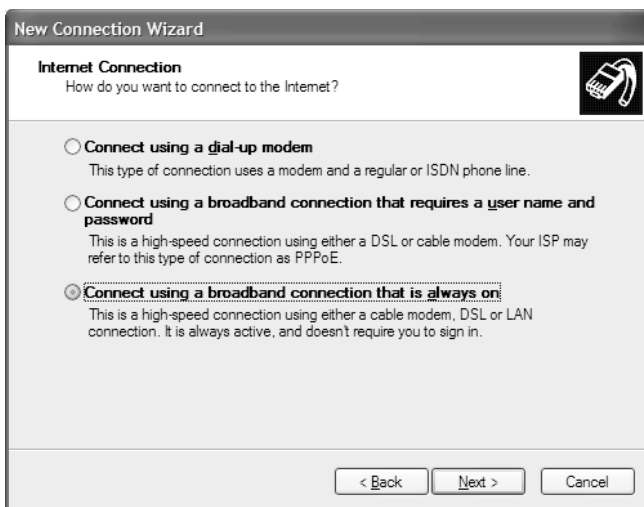 New Connection Wizard
Internet Connection
How do you want to connect to the Internet?
Connect using a dial-up modem
This type of connection uses a modem and a regular or ISDN phone line.
Connect using a broadband connection that requires a user name and
password
This is a high-speed connection using either a DSL or cable modem. Your ISP may
refer to this type of connection as PPPoE.
Connect using a broadband connection that is always on
This is a high-speed connection using either a cable modem, DSL or LAN
connection. It is always active, and doesn't require you to sign in.
< Back Next > Cancel